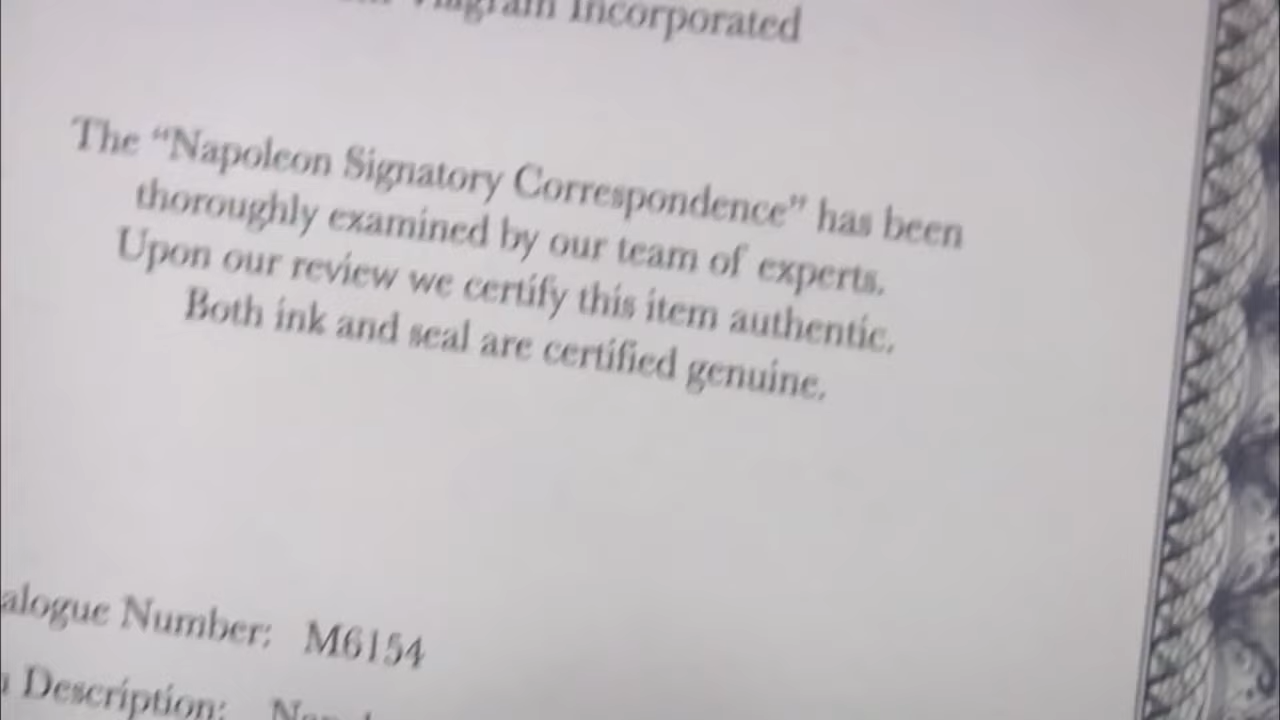 Incorporated
The “Napoleon Signatory Correspondence” has been
thoroughly examined by our team of experts.
Upon our review we certify this item authentic.
Both ink and seal are certified genuine.
alogue Number: M6154
Description: